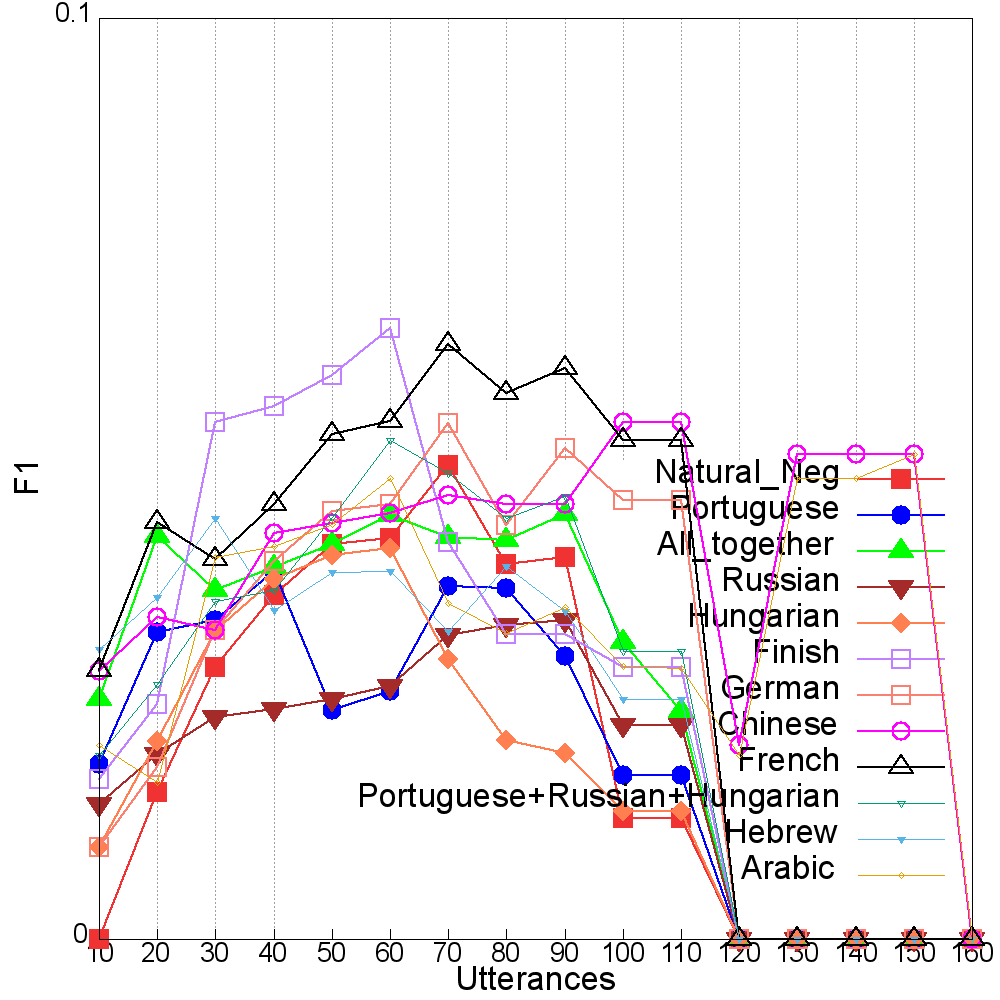 0.1
F1
Natural_Neg
Portuguese
All_together
Russian
Hungarian
Finish
German
Chinese
French
Portuguese+Russian+Hungarian
Hebrew
Arabic
0
10 20 30 40 50 60 70 80 90 100 110 120 130 140 150 160
Utterances